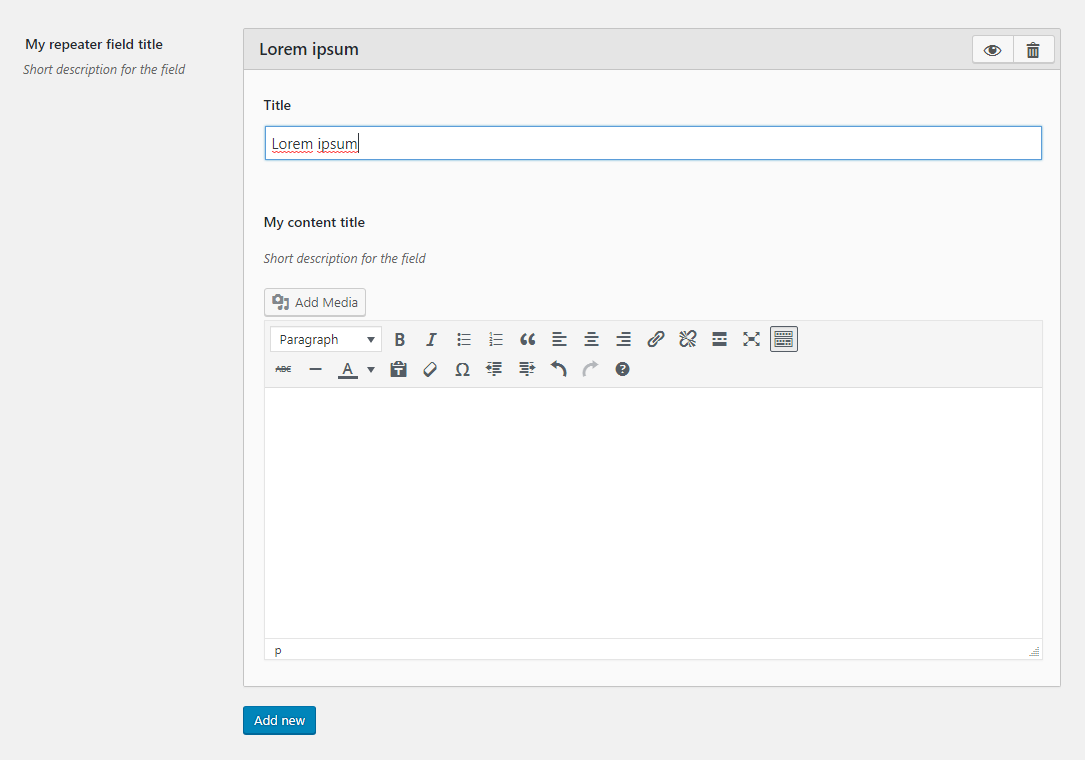 My repeater field title
Short description for the field
Lorem ipsum
Title
Lorem ipsum
My content title
Short description for the field
Add Media
Paragraph
B I
ABC A T Ω ?
p
Add new